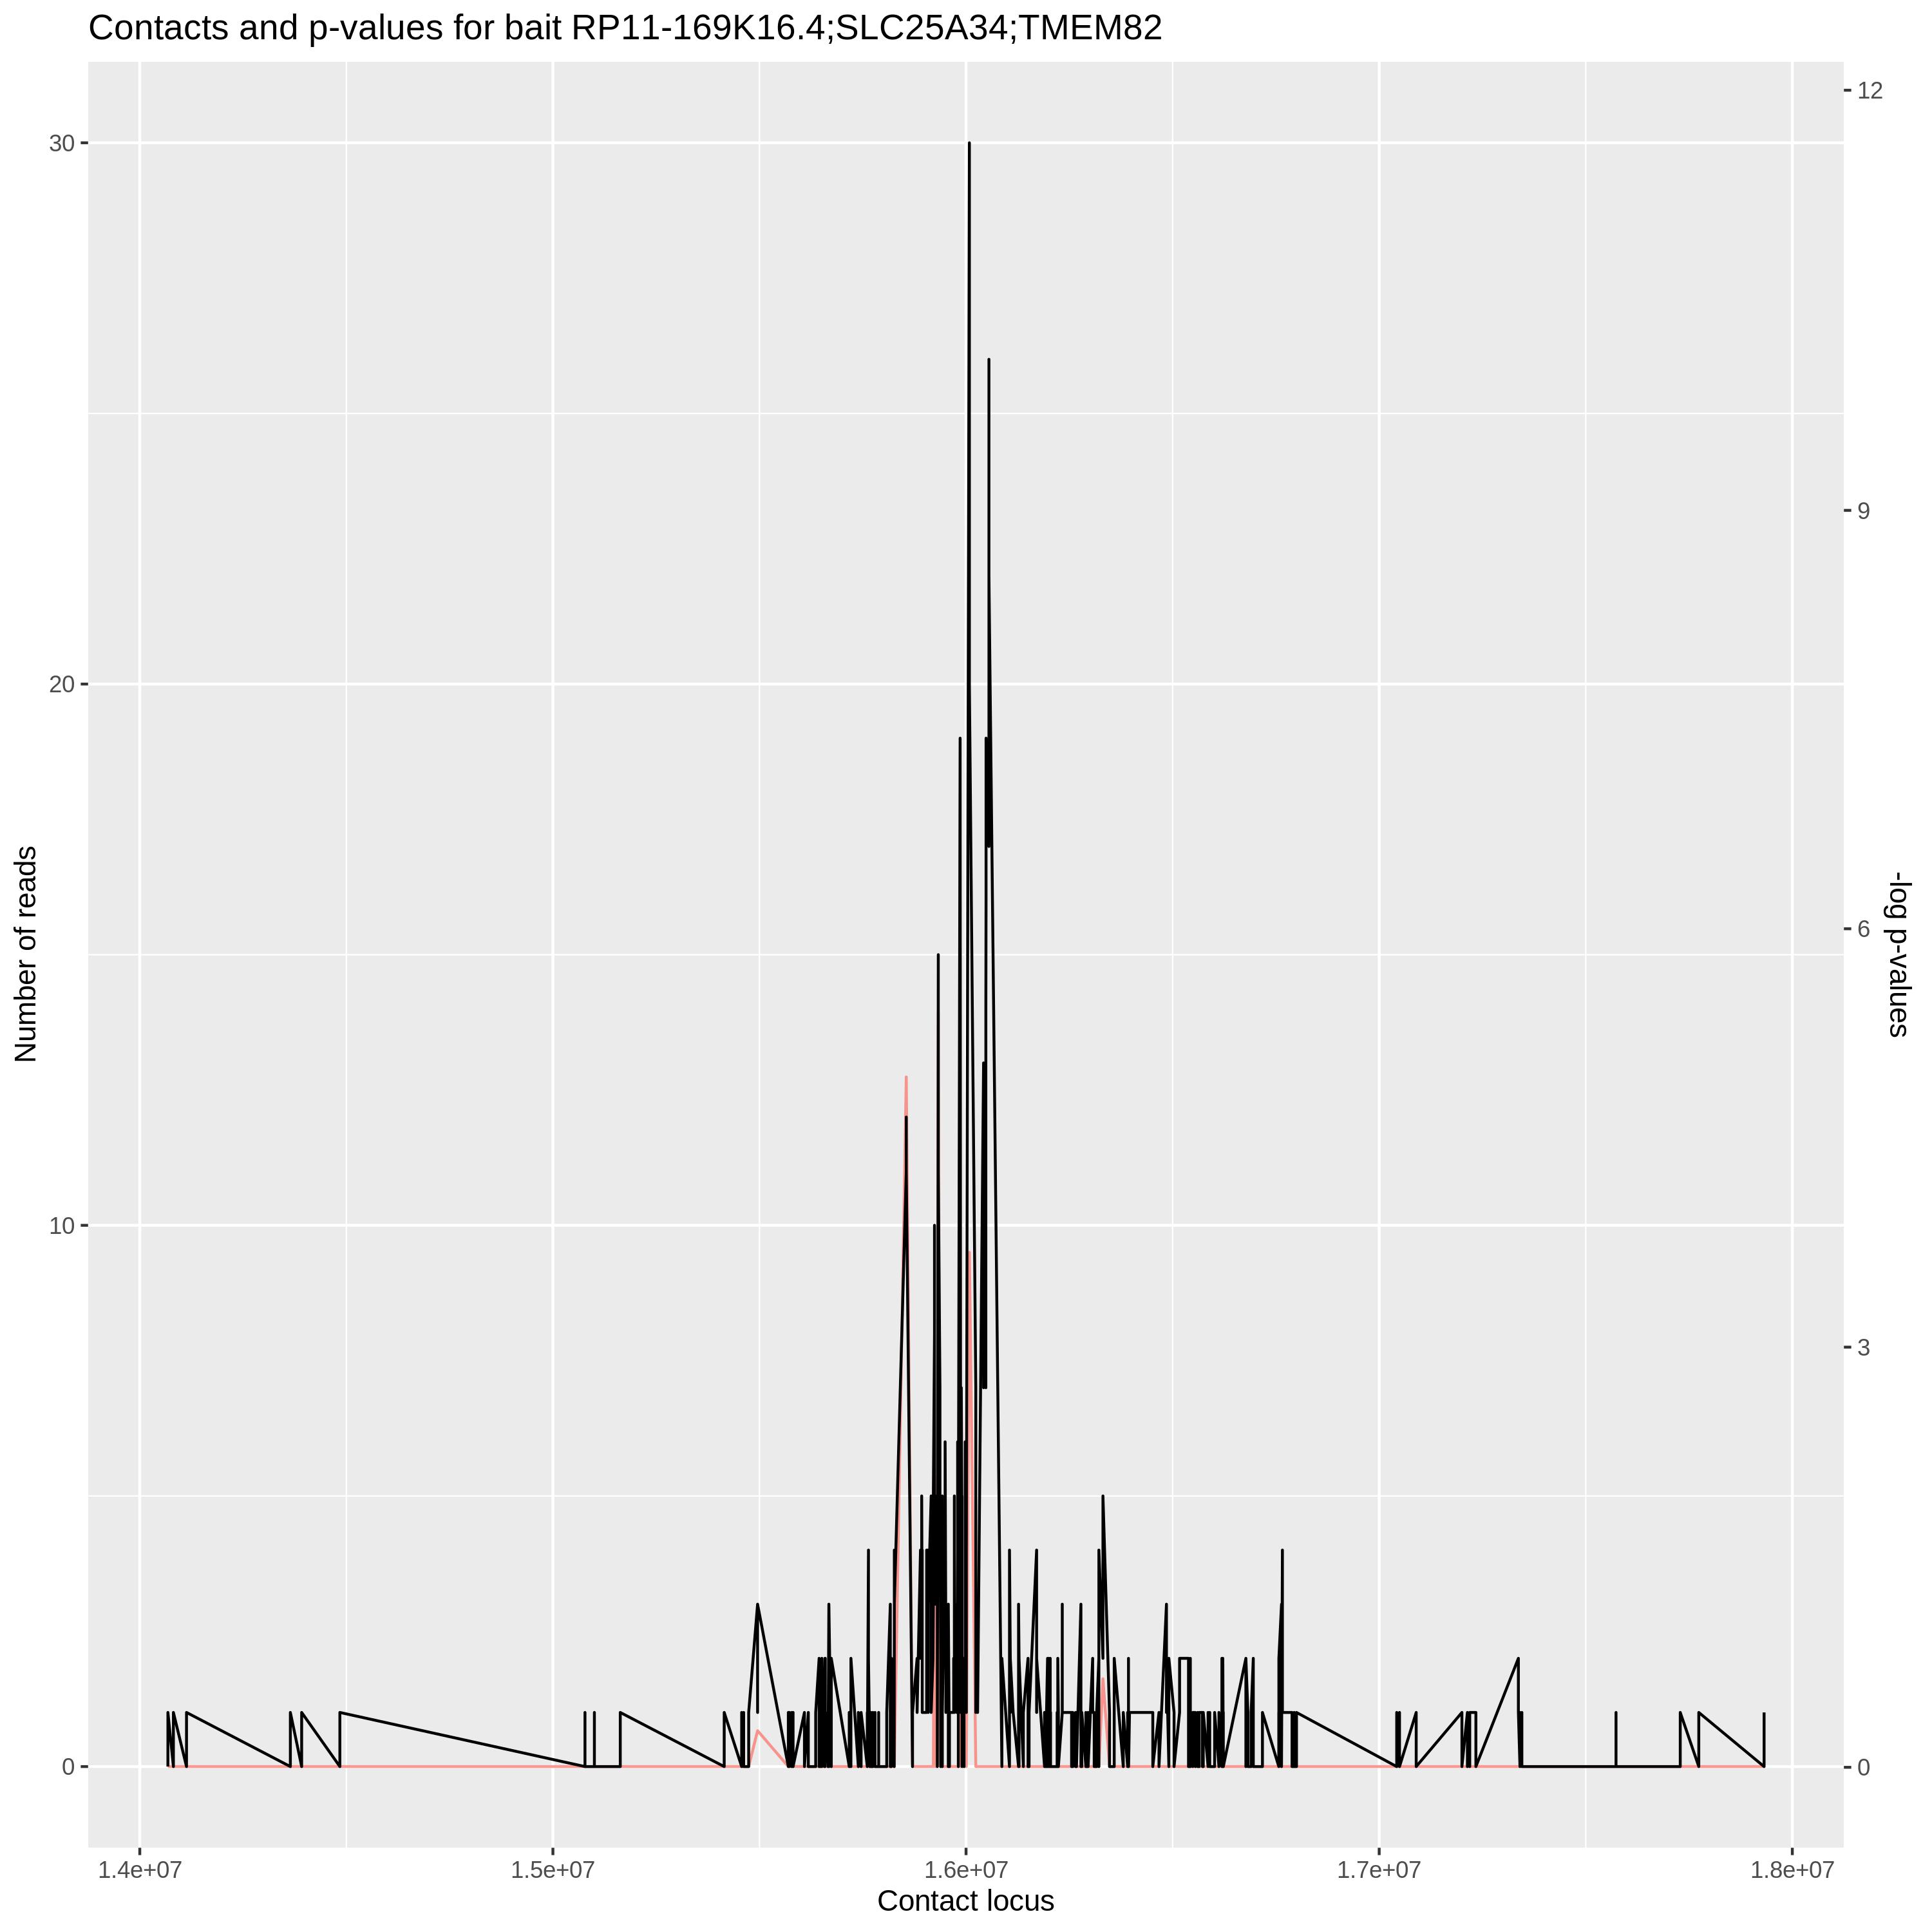 Contacts and p-values for bait RP11-169K16.4;SLC25A34;TMEM82
30
20
10
0
Number of reads
12
9
6
3
0
-log p-values
1.4e+07 1.5e+07 1.6e+07 1.7e+07 1.8e+07
Contact locus